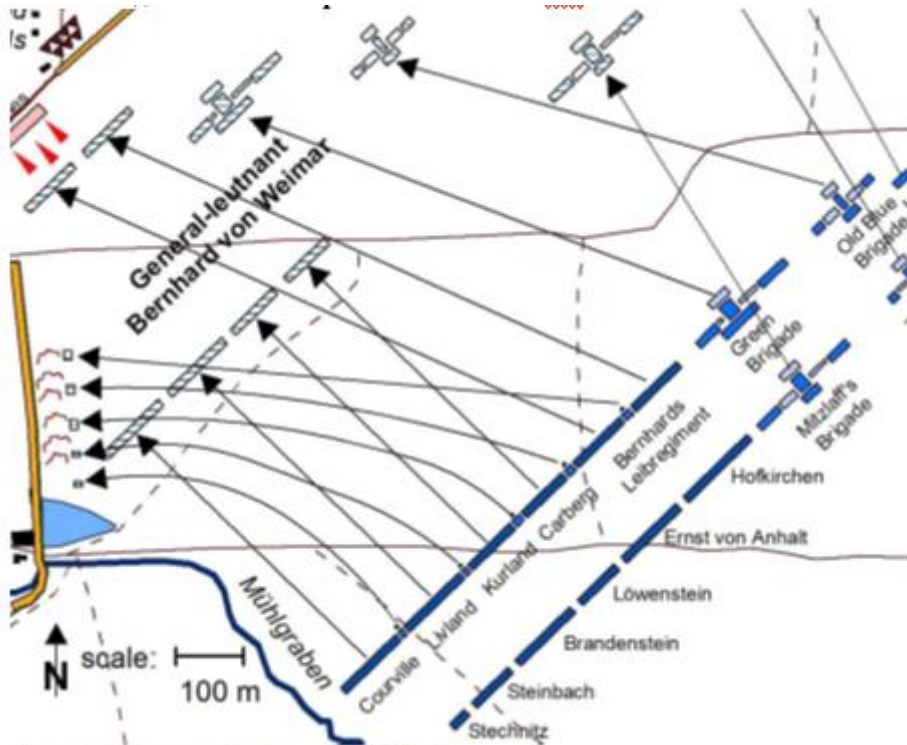 General-leutnant
Bernhard von Weimar
Old Blue
Brigade
Green
Brigade
Mitzlaff's
Brigade
Bernhards
Leibregiment
Hofkirchen
Carberg
Ernst von Anhalt
Kurland
Löwenstein
Livland
Brandenstein
Courville
Steinbach
Stechnitz
Mühlgraben
N
scale:
100 m